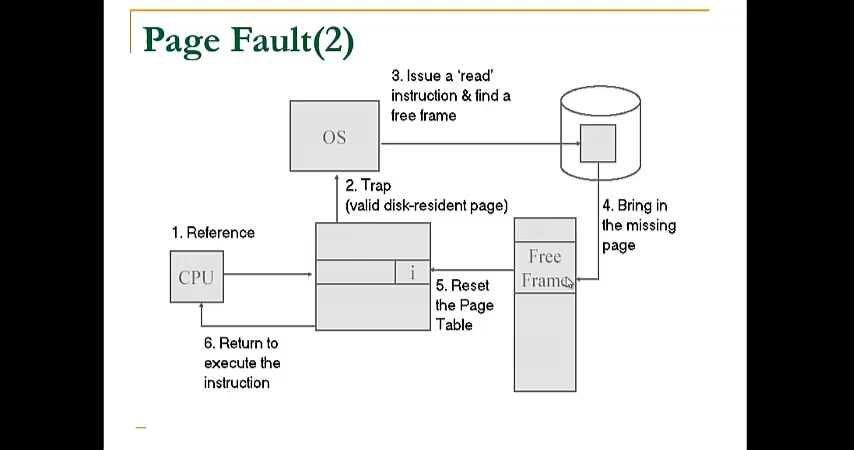 Page Fault(2)
3. Issue a ‘read’
instruction & find a
free frame
OS
2. Trap
(valid disk-resident page)
4. Bring in
the missing
page
1. Reference
CPU
i
Free
Frame
5. Reset
the Page
Table
6. Return to
execute the
instruction